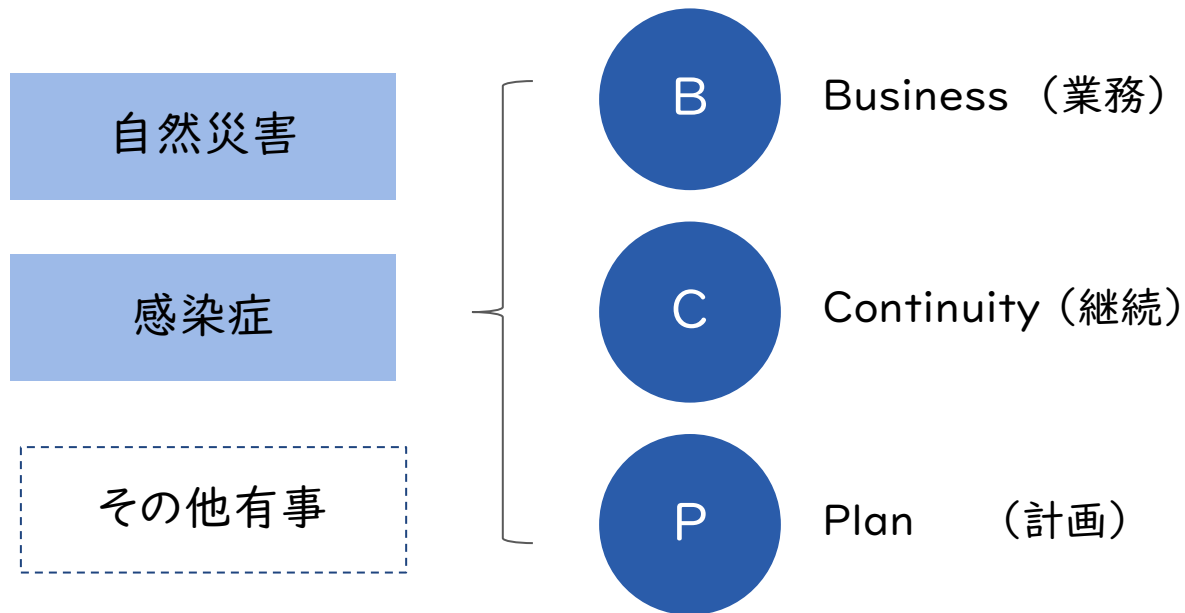 自然災害
感染症
その他有事
B
Business （業務）
C
Continuity（継続）
P
Plan （計画）